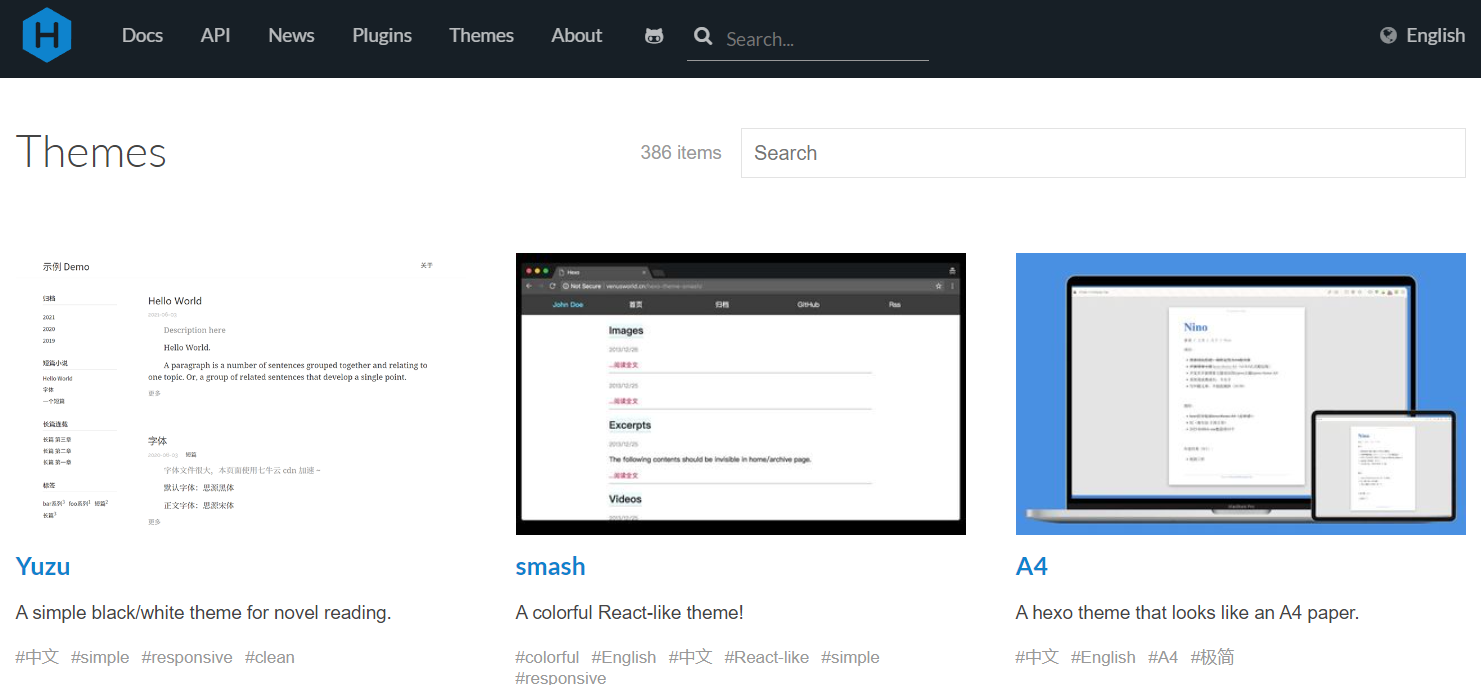 H
Docs API News Plugins Themes About Search... English
Themes
386 items Search
示例 Demo 关于
归档
2021
2020
2019
短篇小说
Hello World
字体
一个短篇
长篇连载
长篇 第三章
长篇 第二章
长篇 第一章
标签
bar系列3 foo系列1 短篇2
长篇3
Hello World
2021-06-02
Description here
Hello World.
A paragraph is a number of sentences grouped together and relating to
one topic. Or, a group of related sentences that develop a single point.
更多
字体
2020-06-03 短篇
字体文件很大，本页面使用七牛云 cdn 加速~
默认字体：思源黑体
正文字体：思源宋体
更多
Hexo
Not Secure venusworld.cn/hexo-theme-smash/
John Doe 首页 归档 GitHub Rss
Images
2013/12/26
...阅读全文
2013/12/25
...阅读全文
Excerpts
2013/12/25
The following contents should be invisible in home/archive page.
...阅读全文
Videos
2013/12/25
Nino
MacBook Pro
Nino
Yuzu
A simple black/white theme for novel reading.
#中文 #simple #responsive #clean
smash
A colorful React-like theme!
#colorful #English #中文 #React-like #simple
#responsive
A4
A hexo theme that looks like an A4 paper.
#中文 #English #A4 #极简